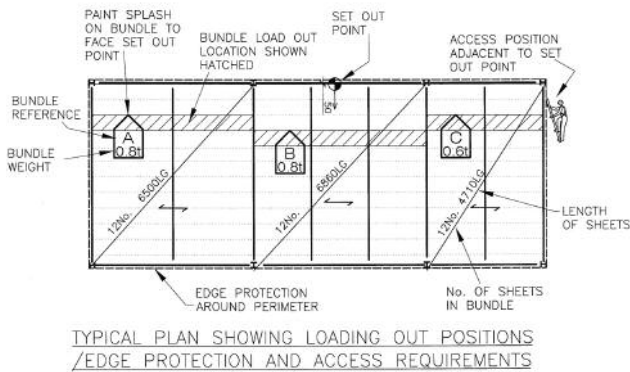 PAINT SPLASH
ON BUNDLE TO
FACE SET OUT
POINT
BUNDLE LOAD OUT
LOCATION SHOWN
HATCHED
SET OUT
POINT
ACCESS POSITION
ADJACENT TO SET
OUT POINT
BUNDLE
REFERENCE
BUNDLE
WEIGHT
50
A
0.8t
B
0.8t
C
0.6t
12No. 6500LG
12No. 6860LG
12No. 4710LG
LENGTH
OF SHEETS
No. OF SHEETS
IN BUNDLE
EDGE PROTECTION
AROUND PERIMETER
TYPICAL PLAN SHOWING LOADING OUT POSITIONS
/EDGE PROTECTION AND ACCESS REQUIREMENTS